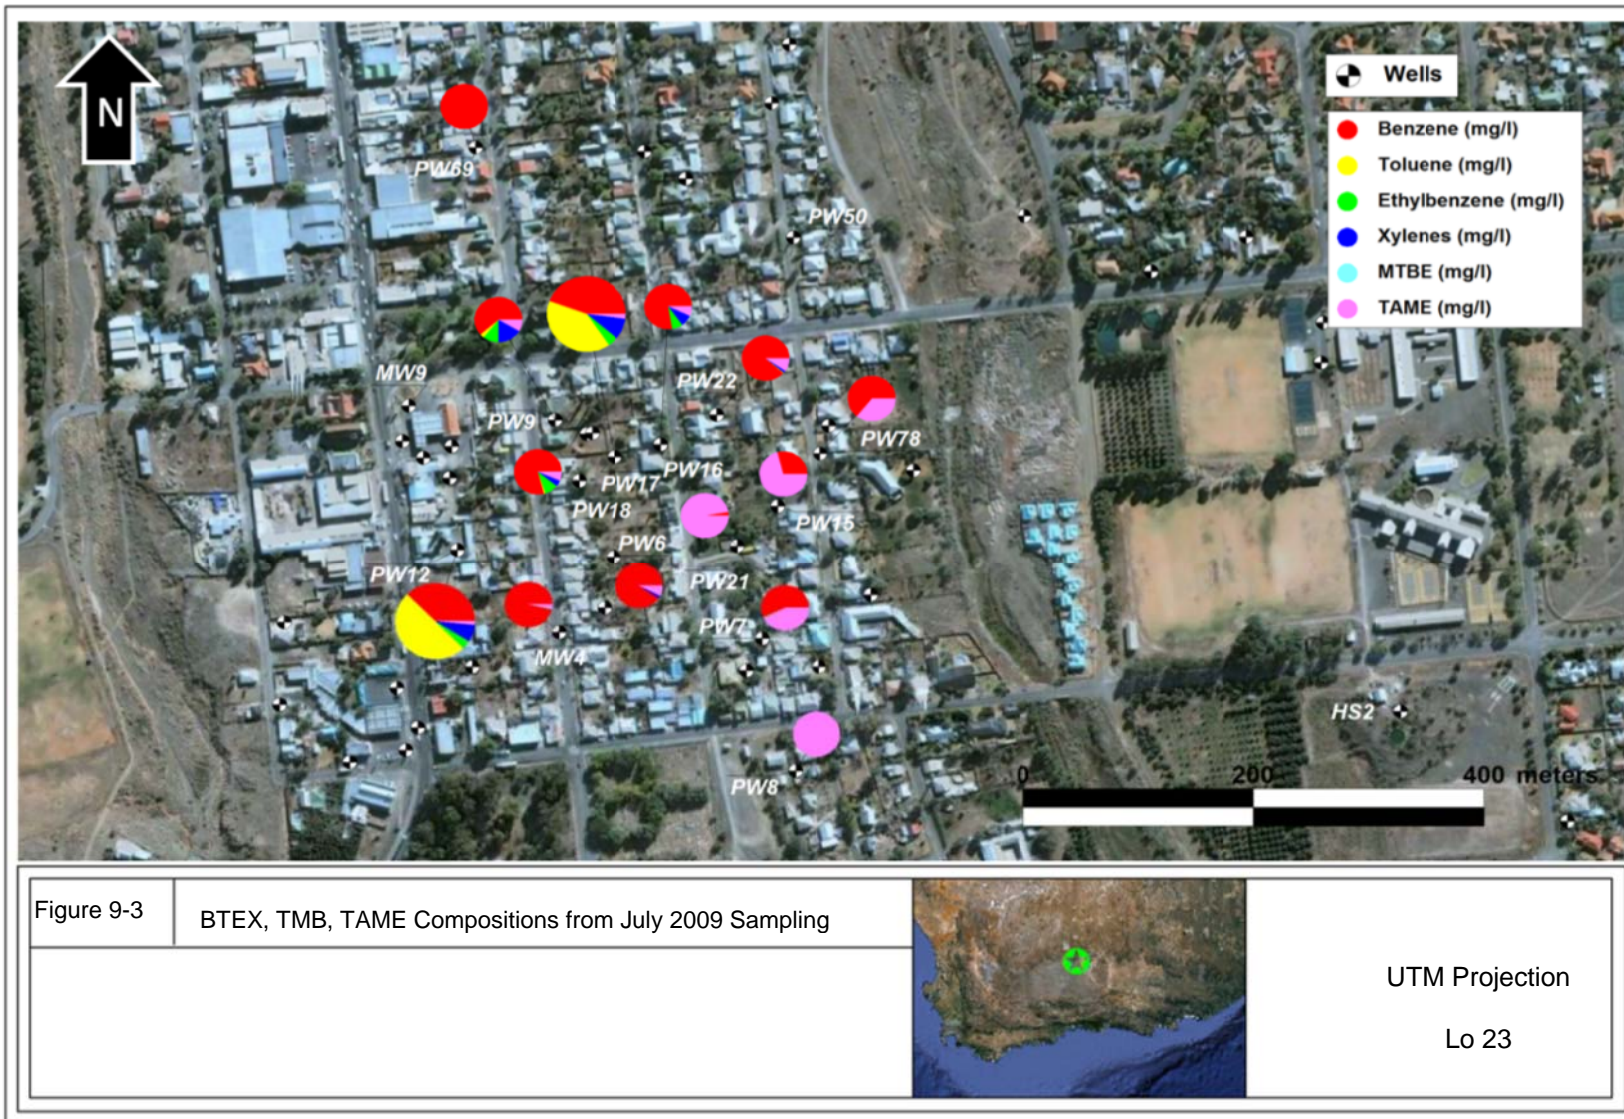 N
Wells
Benzene (mg/l)
Toluene (mg/l)
Ethylbenzene (mg/l)
Xylenes (mg/l)
MTBE (mg/l)
TAME (mg/l)
PW69
PW50
MW9
PW22
PW9
PW78
PW16
PW17
PW18
PW15
PW6
PW12
PW21
PW7
MW4
HS2
PW8
0 200 400 meters
Figure 9-3
BTEX, TMB, TAME Compositions from July 2009 Sampling
UTM Projection
Lo 23